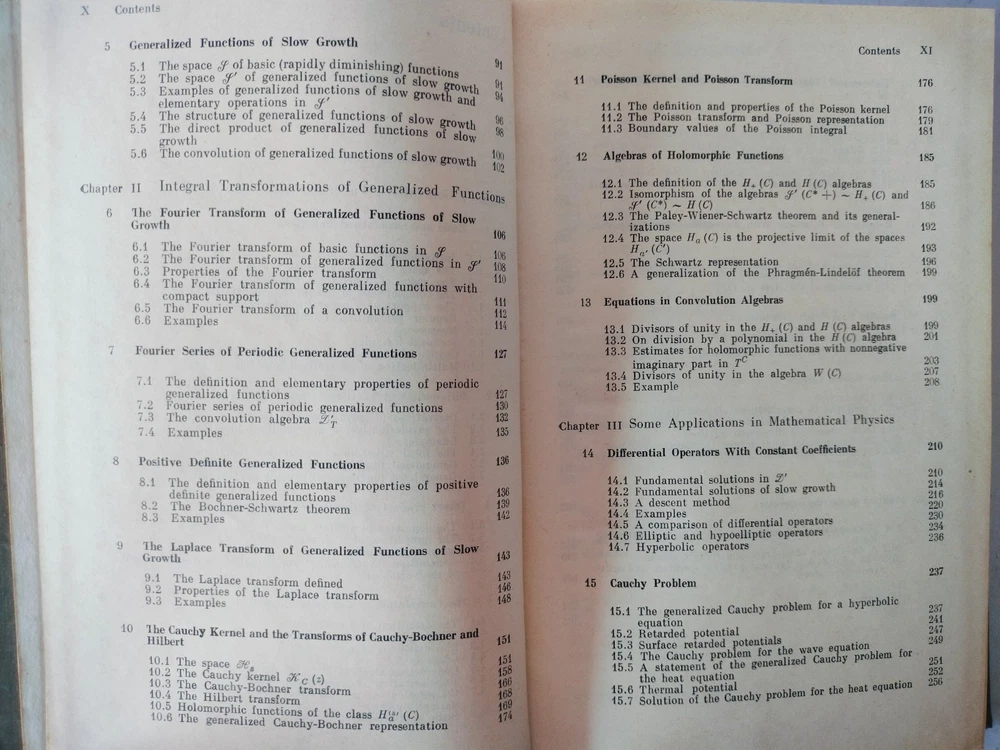 X Contents
5 Generalized Functions of Slow Growth
5.1 The space 𝒮 of basic (rapidly diminishing) functions 91
5.2 The space 𝒮′ of generalized functions of slow growth 91
5.3 Examples of generalized functions of slow growth and 94
elementary operations in 𝒮′
5.4 The structure of generalized functions of slow growth 96
5.5 The direct product of generalized functions of slow 98
growth
5.6 The convolution of generalized functions of slow growth 100
102
Chapter II Integral Transformations of Generalized Functions
6 The Fourier Transform of Generalized Functions of Slow
Growth 106
6.1 The Fourier transform of basic functions in 𝒮 106
6.2 The Fourier transform of generalized functions in 𝒮′ 108
6.3 Properties of the Fourier transform 110
6.4 The Fourier transform of generalized functions with
compact support 111
6.5 The Fourier transform of a convolution 112
6.6 Examples 114
7 Fourier Series of Periodic Generalized Functions 127
7.1 The definition and elementary properties of periodic
generalized functions 127
7.2 Fourier series of periodic generalized functions 130
7.3 The convolution algebra 𝒟′T 132
7.4 Examples 135
8 Positive Definite Generalized Functions 136
8.1 The definition and elementary properties of positive
definite generalized functions 136
8.2 The Bochner-Schwartz theorem 139
8.3 Examples 142
9 The Laplace Transform of Generalized Functions of Slow
Growth 143
9.1 The Laplace transform defined 143
9.2 Properties of the Laplace transform 146
9.3 Examples 148
10 The Cauchy Kernel and the Transforms of Cauchy-Bochner and
Hilbert 151
10.1 The space ℋs 151
10.2 The Cauchy kernel 𝒦C (z) 158
10.3 The Cauchy-Bochner transform 166
10.4 The Hilbert transform 168
10.5 Holomorphic functions of the class Ha(s) (C) 169
10.6 The generalized Cauchy-Bochner representation 174
Contents XI
11 Poisson Kernel and Poisson Transform 176
11.1 The definition and properties of the Poisson kernel 176
11.2 The Poisson transform and Poisson representation 179
11.3 Boundary values of the Poisson integral 181
12 Algebras of Holomorphic Functions 185
12.1 The definition of the H+ (C) and H (C) algebras 185
12.2 Isomorphism of the algebras 𝒮′ (C* +) ~ H+ (C) and
𝒮′ (C*) ~ H (C) 186
12.3 The Paley-Wiener-Schwartz theorem and its general-
izations 192
12.4 The space Ha (C) is the projective limit of the spaces
Ha′ (C′) 193
12.5 The Schwartz representation 196
12.6 A generalization of the Phragmén-Lindelöf theorem 199
13 Equations in Convolution Algebras 199
13.1 Divisors of unity in the H+ (C) and H (C) algebras 199
13.2 On division by a polynomial in the H (C) algebra 201
13.3 Estimates for holomorphic functions with nonnegative
imaginary part in TC 203
13.4 Divisors of unity in the algebra W (C) 207
13.5 Example 208
Chapter III Some Applications in Mathematical Physics
14 Differential Operators With Constant Coefficients 210
14.1 Fundamental solutions in 𝒟′ 210
14.2 Fundamental solutions of slow growth 214
14.3 A descent method 216
14.4 Examples 220
14.5 A comparison of differential operators 230
14.6 Elliptic and hypoelliptic operators 234
14.7 Hyperbolic operators 236
15 Cauchy Problem 237
15.1 The generalized Cauchy problem for a hyperbolic
equation 237
15.2 Retarded potential 241
15.3 Surface retarded potentials 247
15.4 The Cauchy problem for the wave equation 249
15.5 A statement of the generalized Cauchy problem for
the heat equation 251
15.6 Thermal potential 252
15.7 Solution of the Cauchy problem for the heat equation 256